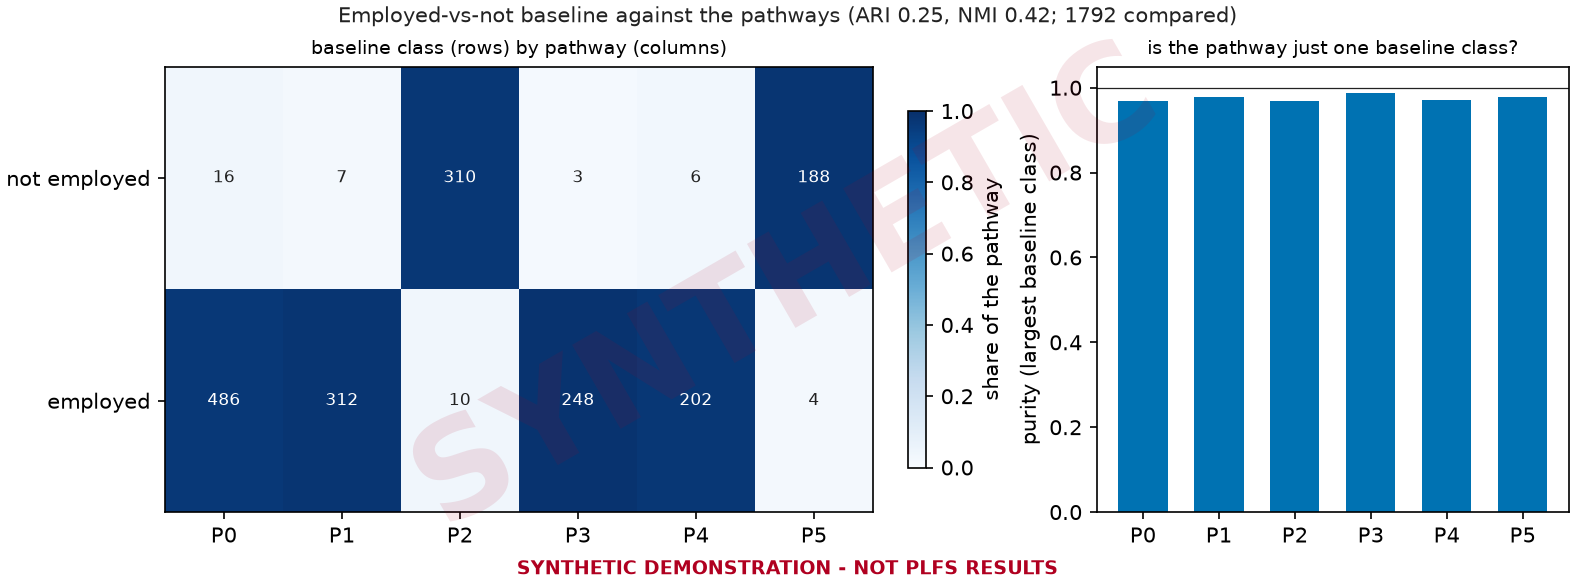 Employed-vs-not baseline against the pathways (ARI 0.25, NMI 0.42; 1792 compared)
baseline class (rows) by pathway (columns)
not employed
employed
16 7 310 3 6 188
486 312 10 248 202 4
P0 P1 P2 P3 P4 P5
1.0
0.8
0.6
0.4
0.2
0.0
share of the pathway
is the pathway just one baseline class?
purity (largest baseline class)
1.0
0.8
0.6
0.4
0.2
0.0
P0 P1 P2 P3 P4 P5
SYNTHETIC
SYNTHETIC DEMONSTRATION - NOT PLFS RESULTS